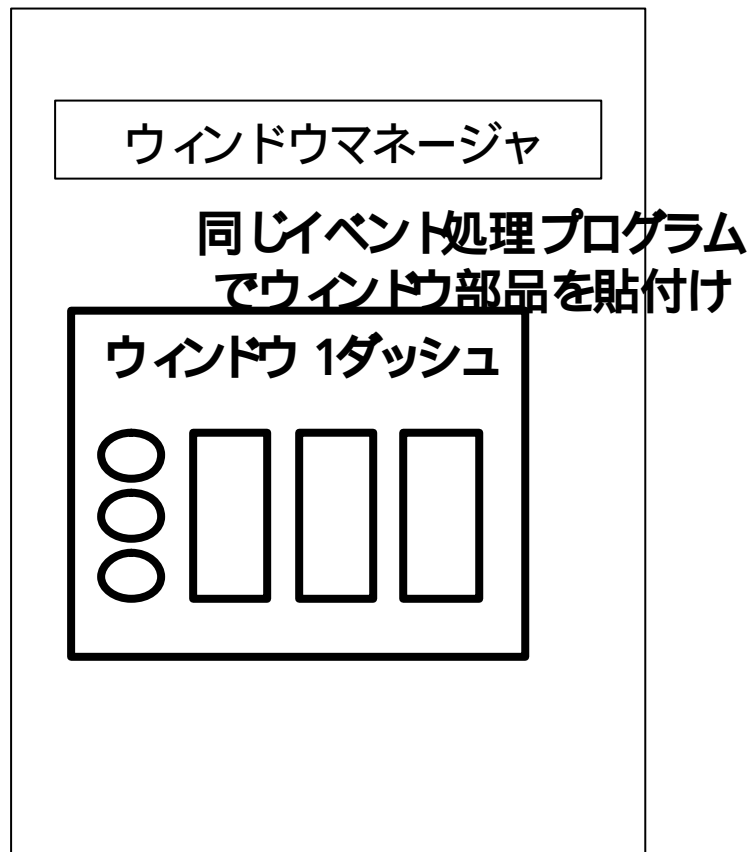 ウィンドウマネージャ
同じイベント処理プログラム
でウィンドウ部品を貼付け
ウィンドウ 1ダッシュ